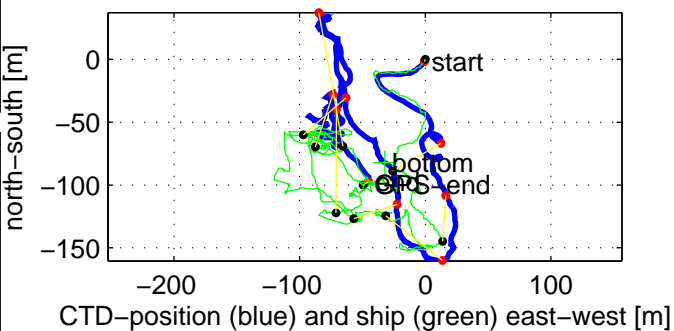 north−south [m]
0
−50
−100
−150
start
bottom
end
GPS−end
−200
−100
0
100
CTD−position (blue) and ship (green) east−west [m]